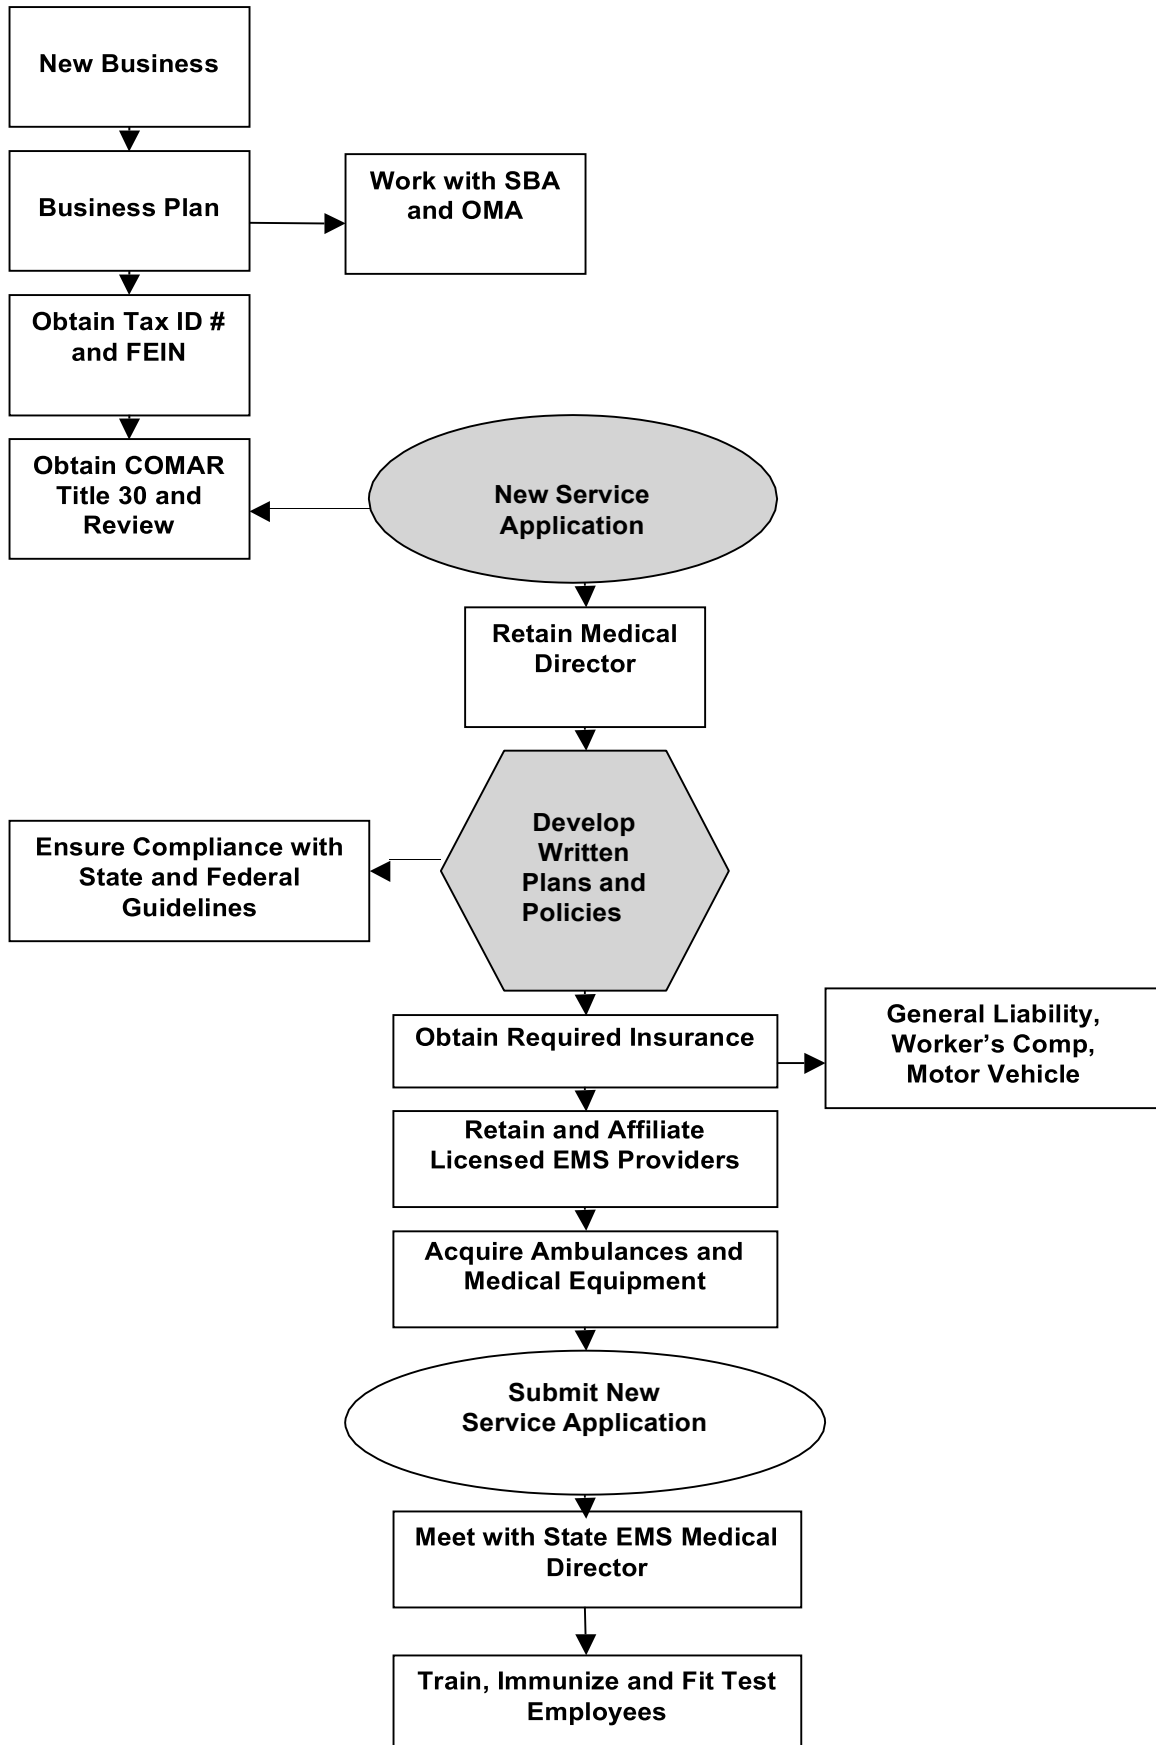 New Business
Business Plan
Work with SBA
and OMA
Obtain Tax ID #
and FEIN
Obtain COMAR
Title 30 and
Review
New Service
Application
Retain Medical
Director
Develop
Written
Plans and
Policies
Ensure Compliance with
State and Federal
Guidelines
Obtain Required Insurance
General Liability,
Worker’s Comp,
Motor Vehicle
Retain and Affiliate
Licensed EMS Providers
Acquire Ambulances and
Medical Equipment
Submit New
Service Application
Meet with State EMS Medical
Director
Train, Immunize and Fit Test
Employees